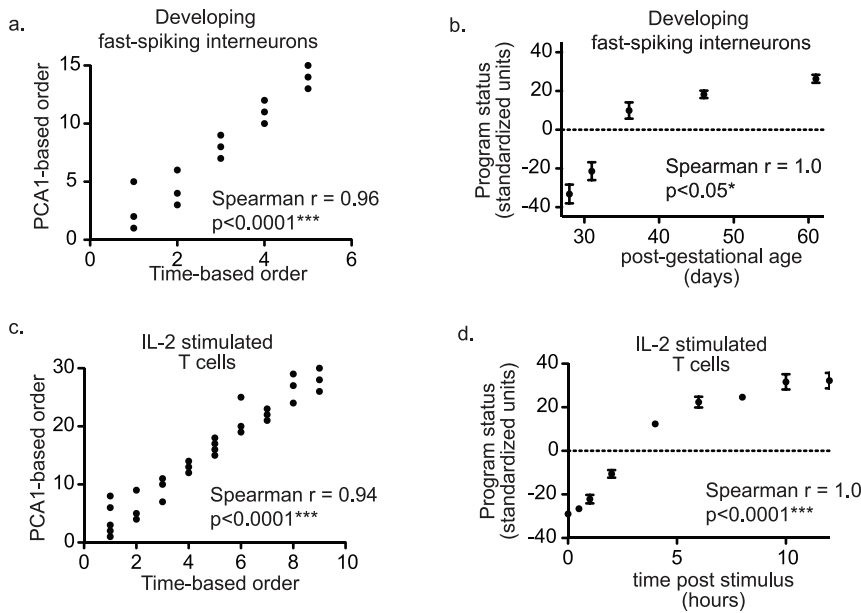 a.
Developing
fast-spiking interneurons
PCA1-based order
15
10
5
0
Spearman r = 0.96
p<0.0001***
0 2 4 6
Time-based order
b.
Developing
fast-spiking interneurons
Program status
(standardized units)
40
20
0
-20
-40
Spearman r = 1.0
p<0.05*
30 40 50 60
post-gestational age
(days)
c.
IL-2 stimulated
T cells
PCA1-based order
30
20
10
0
Spearman r = 0.94
p<0.0001***
0 2 4 6 8 10
Time-based order
d.
IL-2 stimulated
T cells
Program status
(standardized units)
40
20
0
-20
-40
Spearman r = 1.0
p<0.0001***
0 5 10
time post stimulus
(hours)